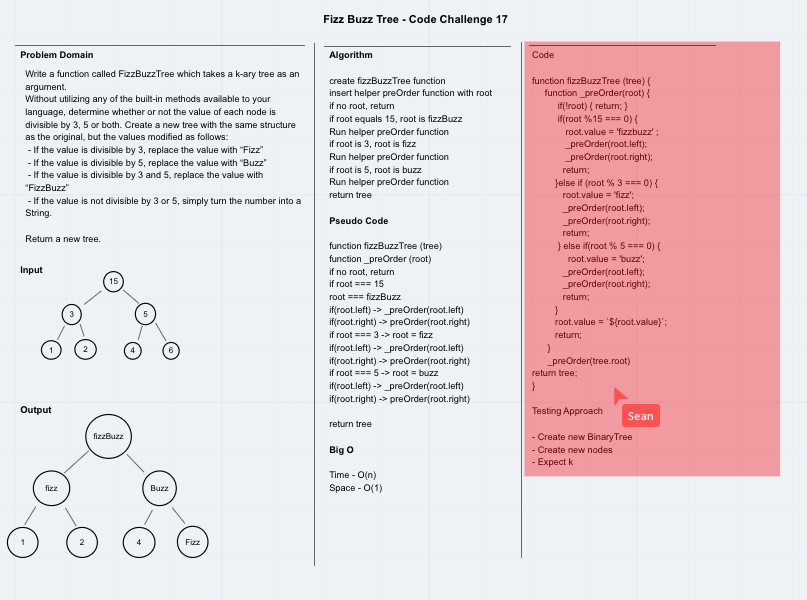 Fizz Buzz Tree - Code Challenge 17
Problem Domain
Write a function called FizzBuzzTree which takes a k-ary tree as an
argument.
Without utilizing any of the built-in methods available to your
language, determine whether or not the value of each node is
divisible by 3, 5 or both. Create a new tree with the same structure
as the original, but the values modified as follows:
- If the value is divisible by 3, replace the value with “Fizz”
- If the value is divisible by 5, replace the value with “Buzz”
- If the value is divisible by 3 and 5, replace the value with
“FizzBuzz”
- If the value is not divisible by 3 or 5, simply turn the number into a
String.
Return a new tree.
Input
15
3 5
1 2 4 6
Output
fizzBuzz
fizz Buzz
1 2 4 Fizz
Algorithm
create fizzBuzzTree function
insert helper preOrder function with root
if no root, return
if root equals 15, root is fizzBuzz
Run helper preOrder function
if root is 3, root is fizz
Run helper preOrder function
if root is 5, root is buzz
Run helper preOrder function
return tree
Pseudo Code
function fizzBuzzTree (tree)
function _preOrder (root)
if no root, return
if root === 15
root === fizzBuzz
if(root.left) -> _preOrder(root.left)
if(root.right) -> preOrder(root.right)
if root === 3 -> root = fizz
if(root.left) -> _preOrder(root.left)
if(root.right) -> preOrder(root.right)
if root === 5 -> root = buzz
if(root.left) -> _preOrder(root.left)
if(root.right) -> preOrder(root.right)
return tree
Big O
Time - O(n)
Space - O(1)
Code
function fizzBuzzTree (tree) {
function _preOrder(root) {
if(!root) { return; }
if(root %15 === 0) {
root.value = 'fizzbuzz' ;
_preOrder(root.left);
_preOrder(root.right);
return;
}else if (root % 3 === 0) {
root.value = 'fizz';
_preOrder(root.left);
_preOrder(root.right);
return;
} else if(root % 5 === 0) {
root.value = 'buzz';
_preOrder(root.left);
_preOrder(root.right);
return;
}
root.value = `${root.value}`;
return;
}
_preOrder(tree.root)
return tree;
}
Sean
Testing Approach
- Create new BinaryTree
- Create new nodes
- Expect k